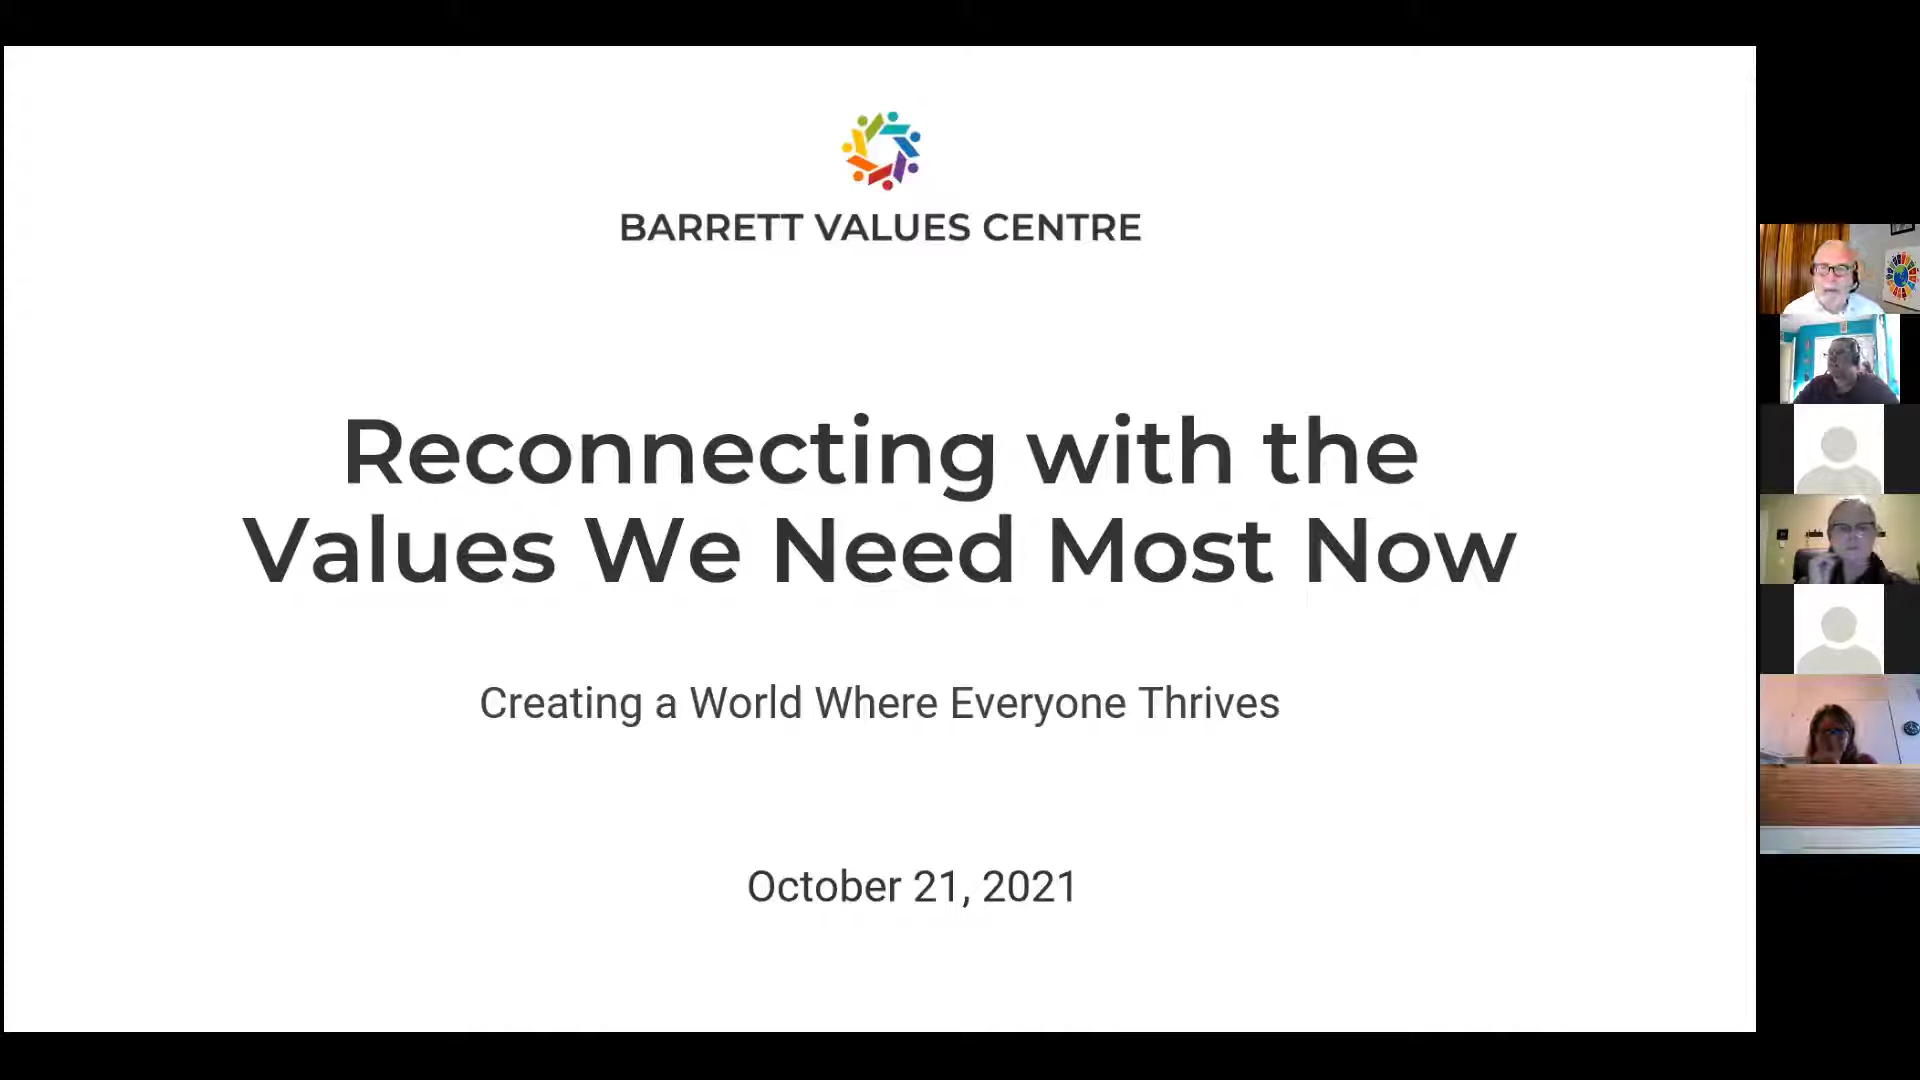 BARRETT VALUES CENTRE
Reconnecting with the
Values We Need Most Now
Creating a World Where Everyone Thrives
October 21, 2021